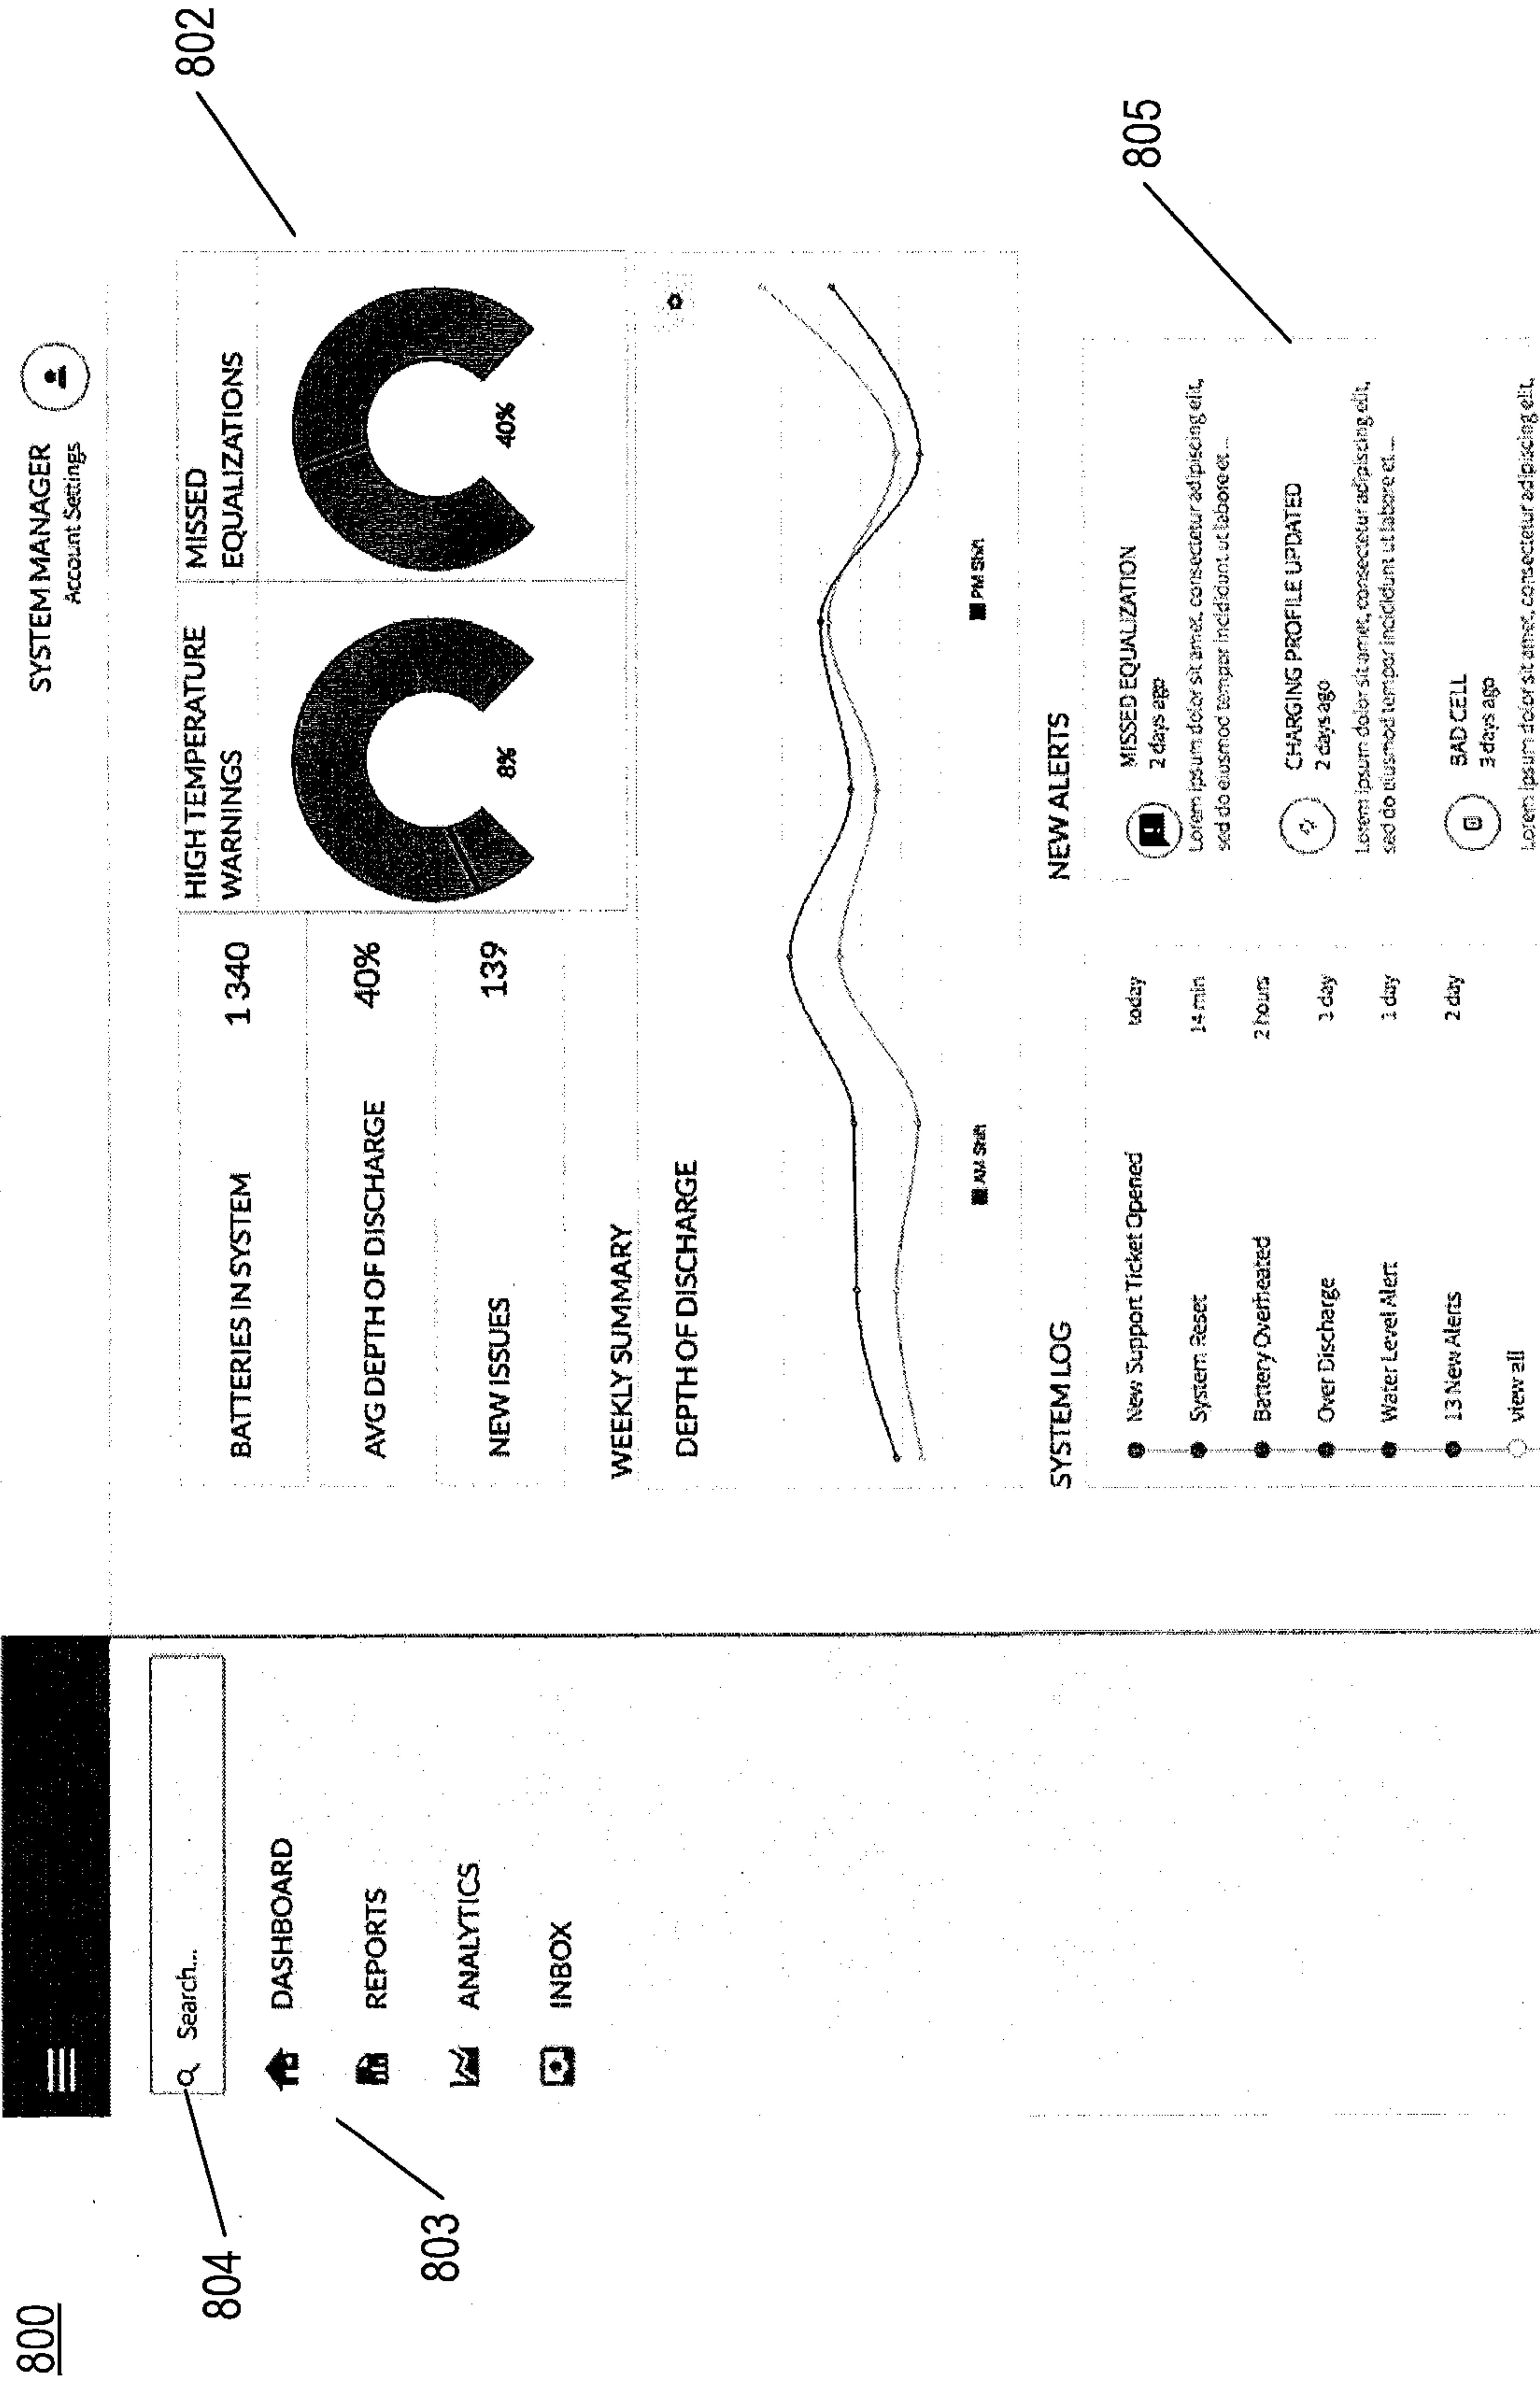 800
804
803
Search...
DASHBOARD
REPORTS
ANALYTICS
INBOX
SYSTEM MANAGER
Account Settings
802
BATTERIES IN SYSTEM 1 340
AVG DEPTH OF DISCHARGE 40%
NEW ISSUES 139
HIGH TEMPERATURE
WARNINGS
8%
MISSED
EQUALIZATIONS
40%
WEEKLY SUMMARY
DEPTH OF DISCHARGE
AM Shift
PM Shift
SYSTEM LOG
New Support Ticket Opened today
System Reset 14 min
Battery Overheated 2 hours
Over Discharge 1 day
Water Level Alert 1 day
13 New Alerts 2 day
view all
NEW ALERTS
805
MISSED EQUALIZATION
2 days ago
Lorem ipsum dolor sit amet, consectetur adipiscing elit,
sed do eiusmod tempor incididunt ut labore et ...
CHARGING PROFILE UPDATED
2 days ago
Lorem ipsum dolor sit amet, consectetur adipiscing elit,
sed do eiusmod tempor incididunt ut labore et ...
BAD CELL
3 days ago
Lorem ipsum dolor sit amet, consectetur adipiscing elit,